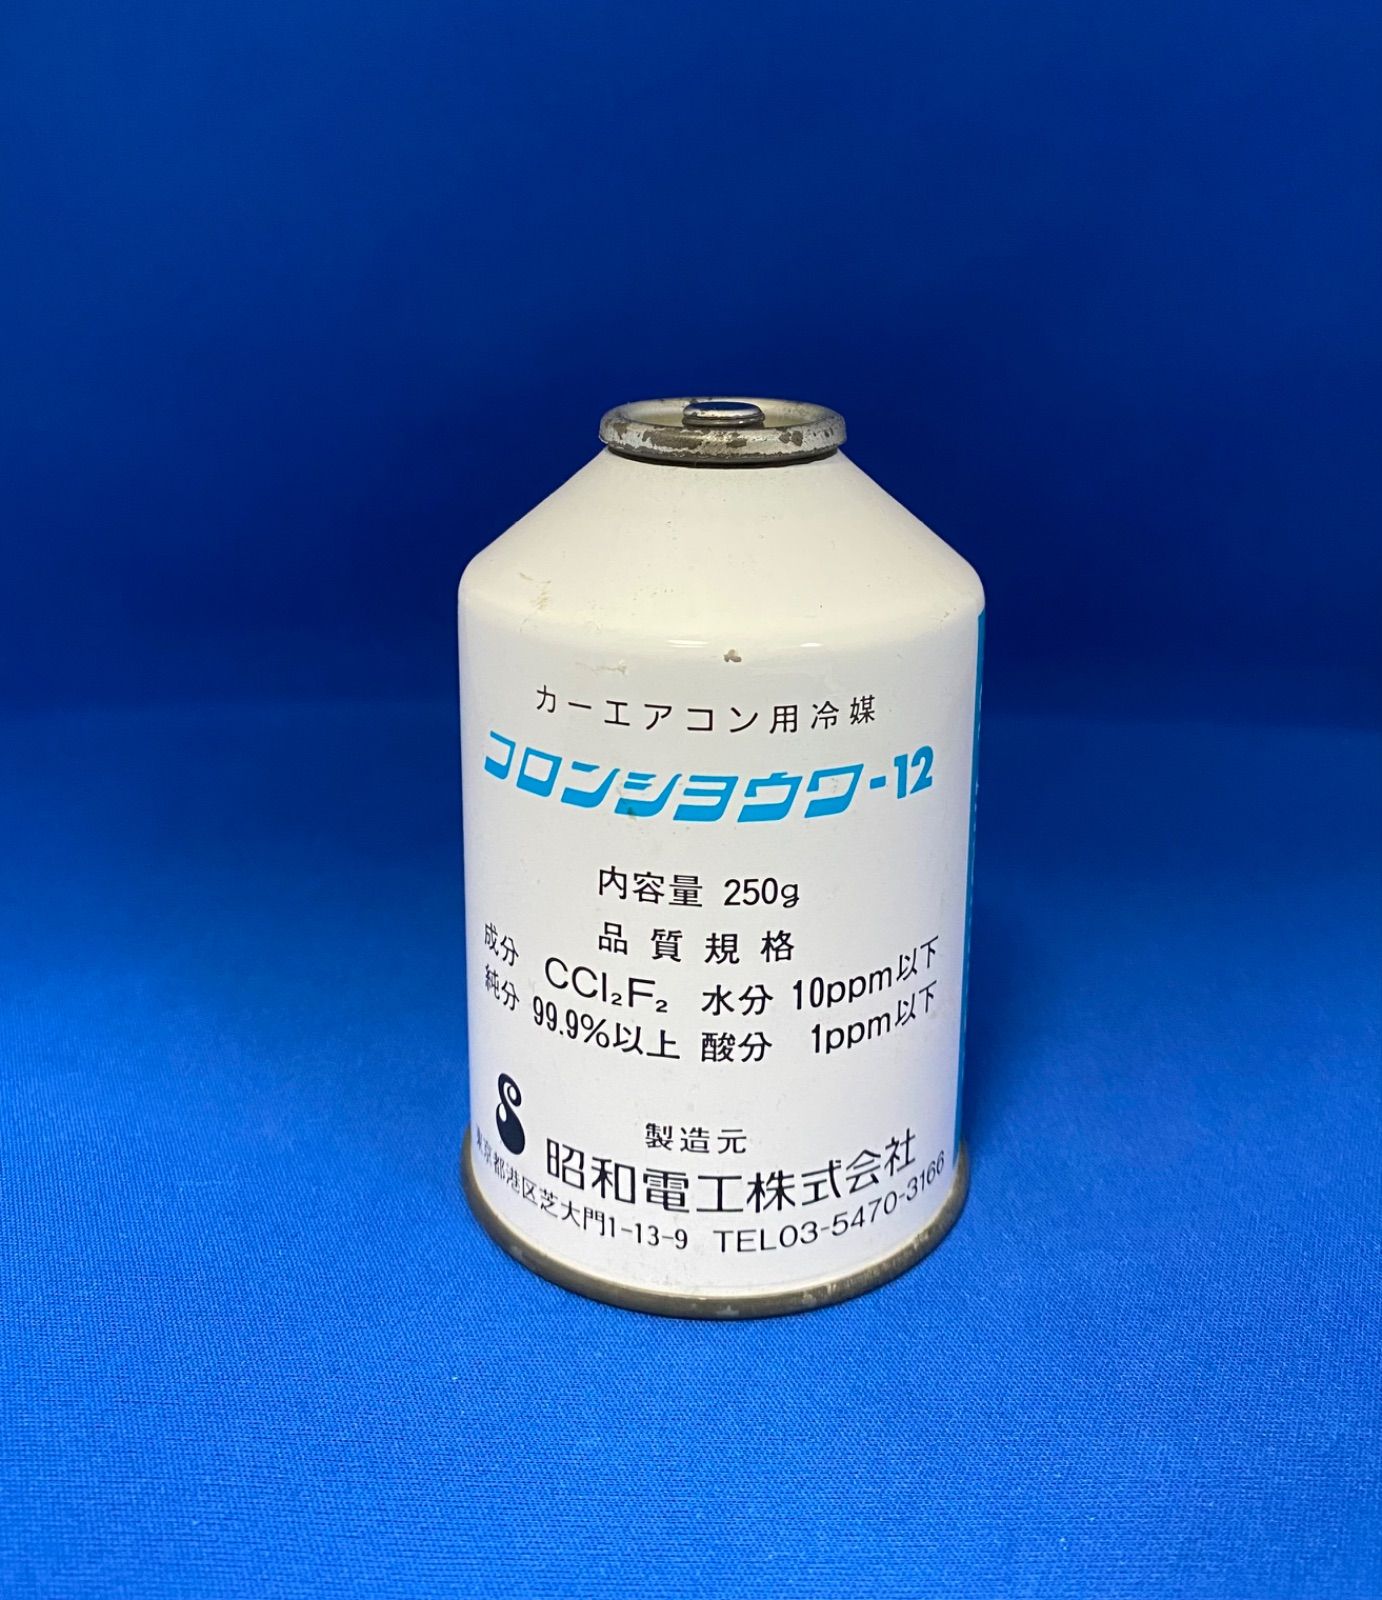 カーエアコン用冷媒
コロンショウワ-12
内容量 250g
品質規格
成分 CCl₂F₂ 水分 10ppm以下
純分 99.9%以上 酸分 1ppm以下
製造元
昭和電工株式会社
東京都港区芝大門1-13-9 TEL03-5470-3166